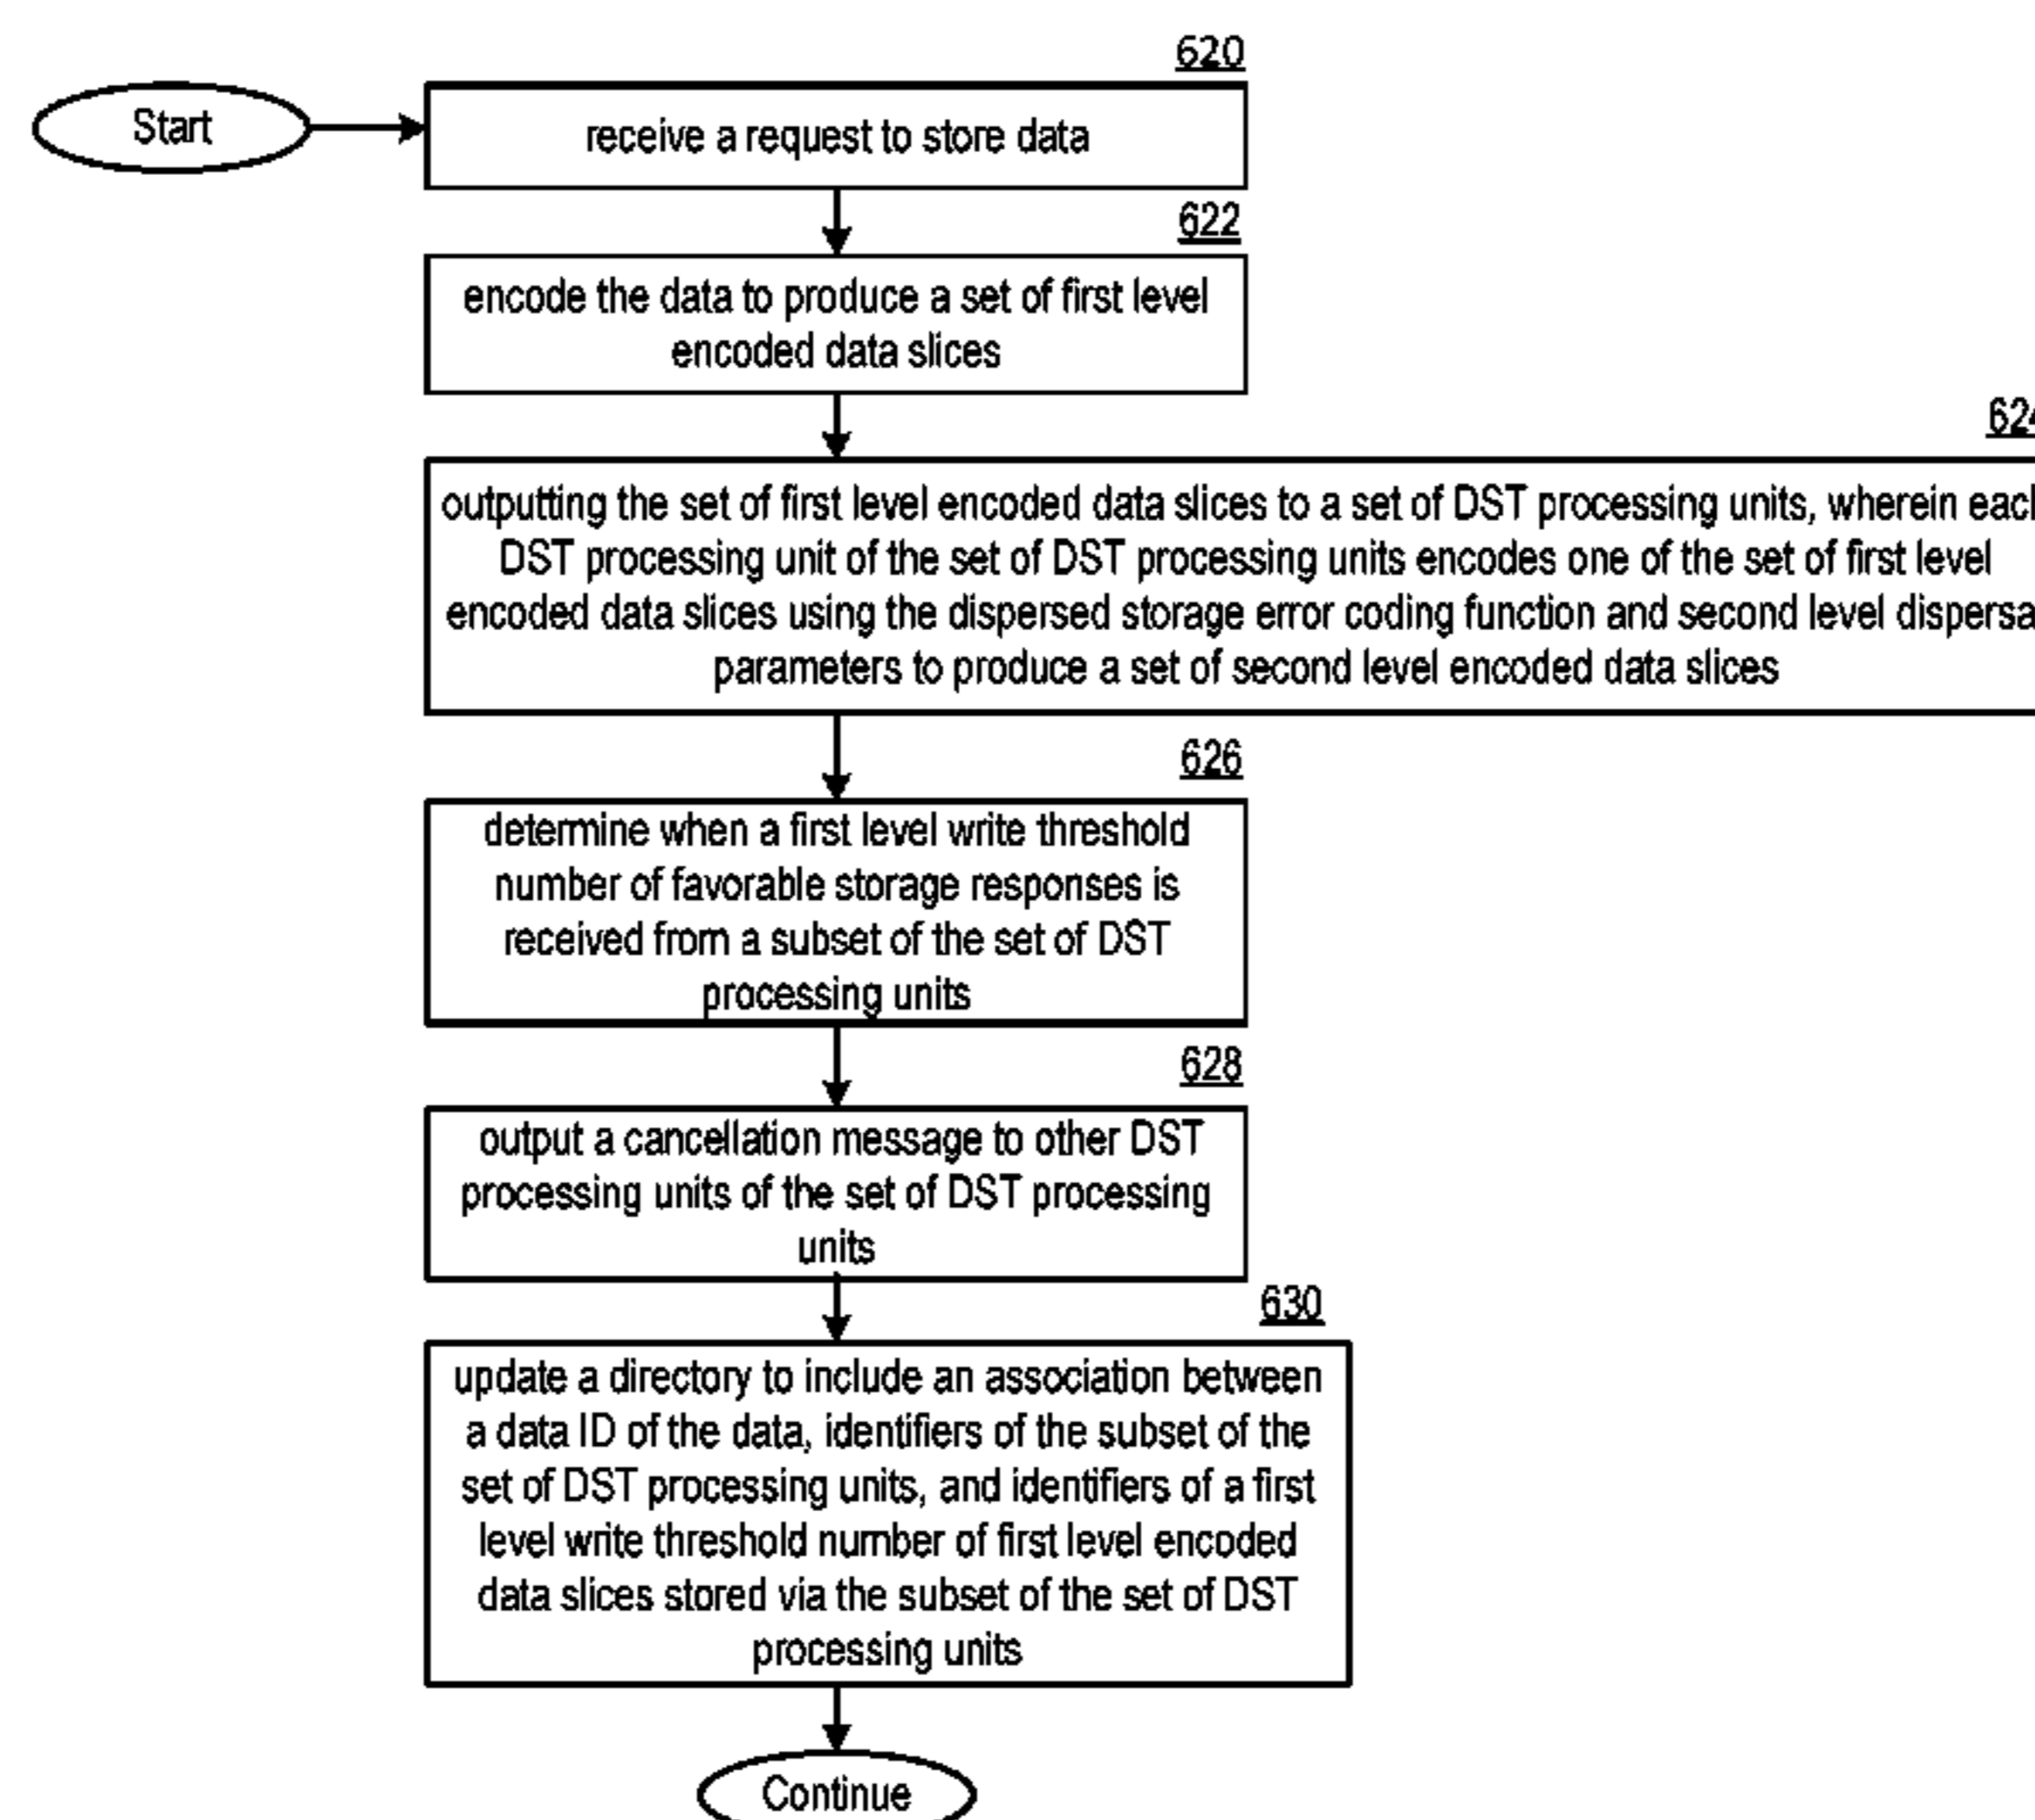 620
Start
receive a request to store data
622
encode the data to produce a set of first level
encoded data slices
624
outputting the set of first level encoded data slices to a set of DST processing units, wherein each
DST processing unit of the set of DST processing units encodes one of the set of first level
encoded data slices using the dispersed storage error coding function and second level dispersa
parameters to produce a set of second level encoded data slices
626
determine when a first level write threshold
number of favorable storage responses is
received from a subset of the set of DST
processing units
628
output a cancellation message to other DST
processing units of the set of DST processing
units
630
update a directory to include an association between
a data ID of the data, identifiers of the subset of the
set of DST processing units, and identifiers of a first
level write threshold number of first level encoded
data slices stored via the subset of the set of DST
processing units
Continue